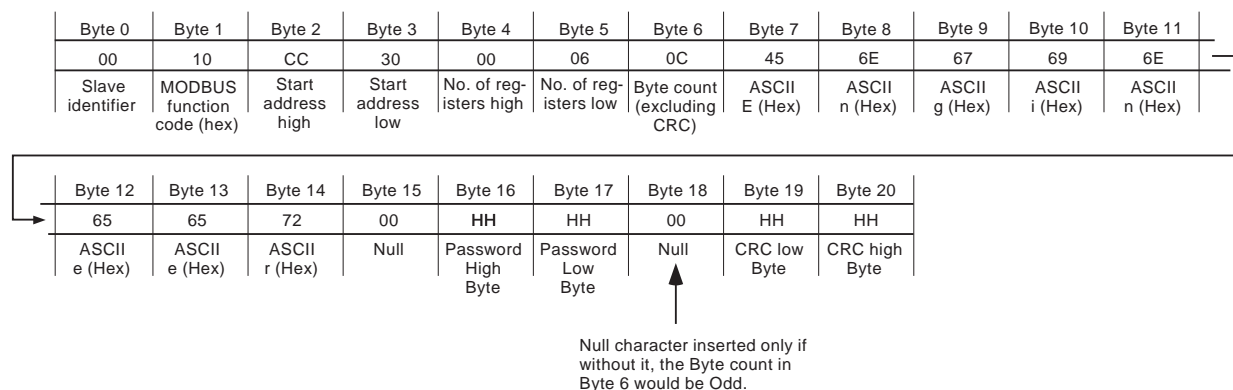 Byte 0 Byte 1 Byte 2 Byte 3 Byte 4 Byte 5 Byte 6 Byte 7 Byte 8 Byte 9 Byte 10 Byte 11
00 10 CC 30 00 06 0C 45 6E 67 69 6E
Slave MODBUS Start Start No. of reg- No. of reg- Byte count ASCII ASCII ASCII ASCII ASCII
identifier function address address isters high isters low (excluding E (Hex) n (Hex) g (Hex) i (Hex) n (Hex)
code (hex) high low CRC)
Byte 12 Byte 13 Byte 14 Byte 15 Byte 16 Byte 17 Byte 18 Byte 19 Byte 20
65 65 72 00 HH HH 00 HH HH
ASCII ASCII ASCII Null Password Password Null CRC low CRC high
e (Hex) e (Hex) r (Hex) High Low Byte Byte
Byte Byte
Null character inserted only if
without it, the Byte count in
Byte 6 would be Odd.